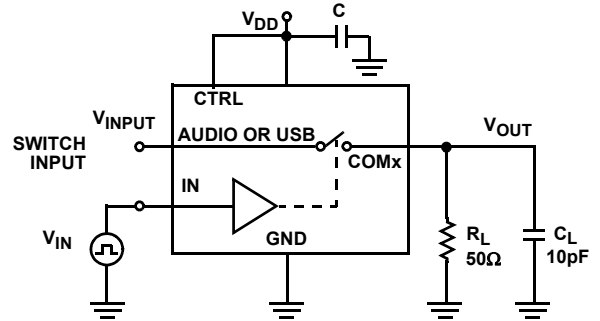 VDD
C
CTRL
VINPUT
SWITCH
INPUT
AUDIO OR USB
COMx
VOUT
IN
VIN
GND
RL
50Ω
CL
10pF